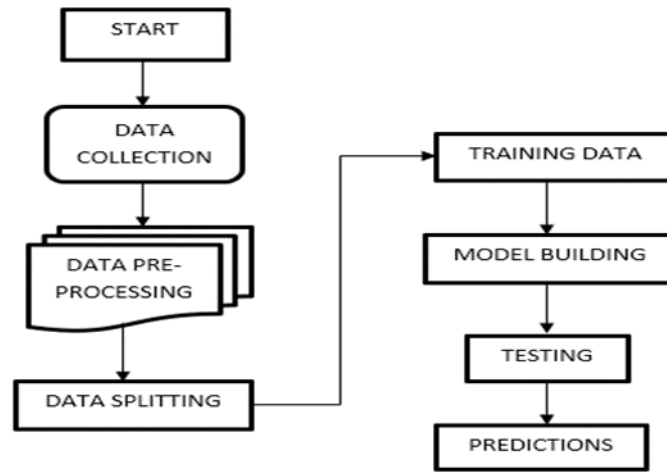 START
DATA
COLLECTION
DATA PRE-
PROCESSING
DATA SPLITTING
TRAINING DATA
MODEL BUILDING
TESTING
PREDICTIONS